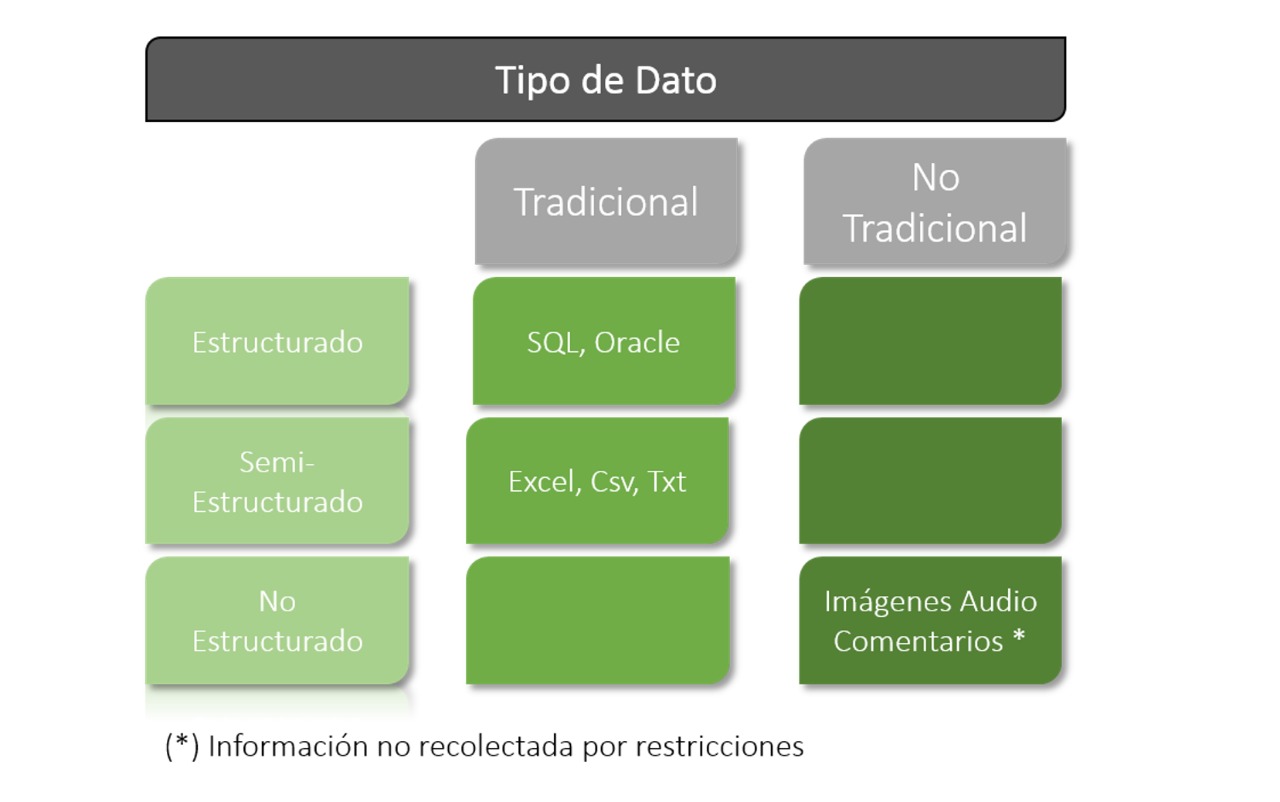 Tipo de Dato
Tradicional
No
Tradicional
Estructurado
SQL, Oracle
Semi-
Estructurado
Excel, Csv, Txt
No
Estructurado
Imágenes Audio
Comentarios *
(*) Información no recolectada por restricciones